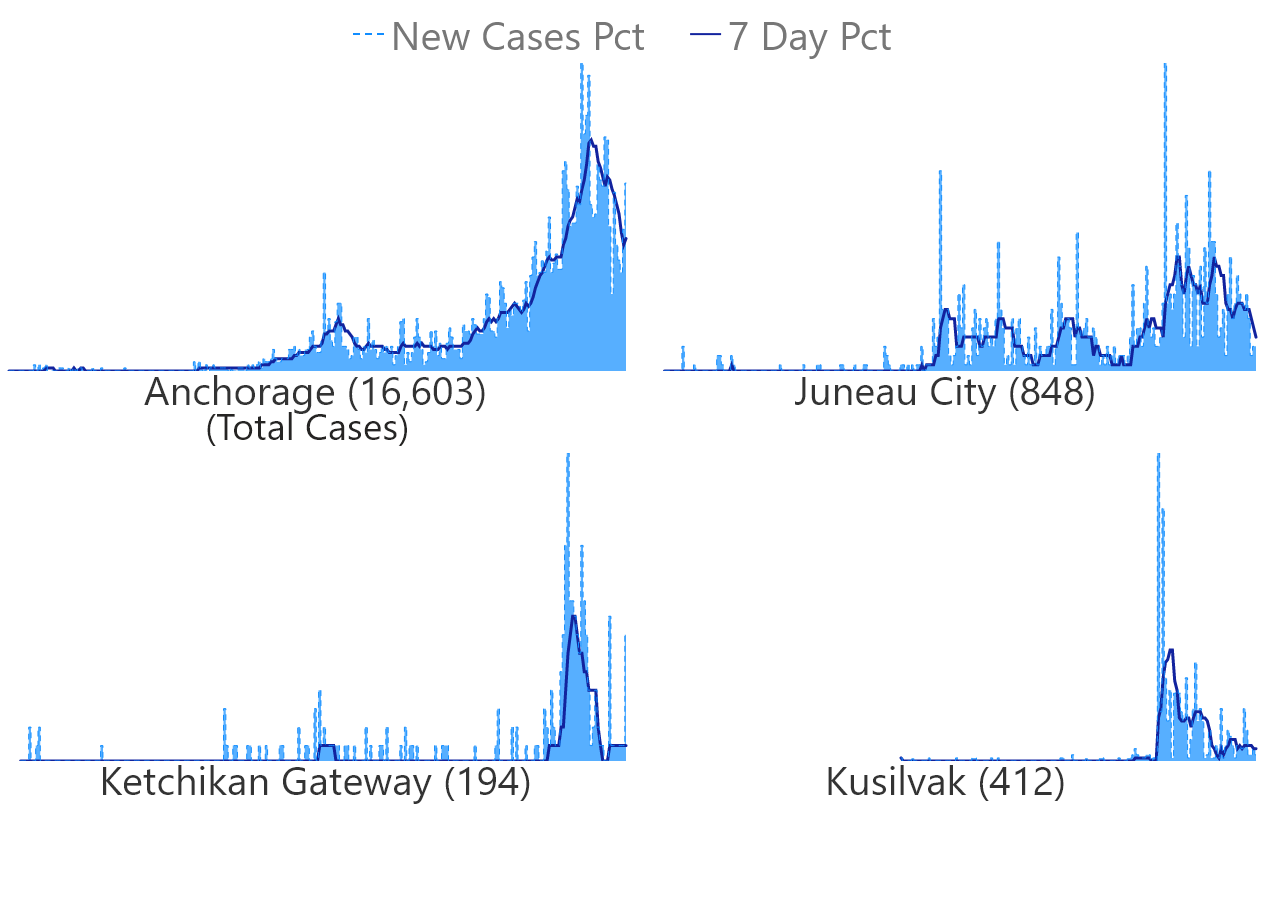 New Cases Pct 7 Day Pct
Anchorage (16,603)
(Total Cases)
Juneau City (848)
Ketchikan Gateway (194)
Kusilvak (412)